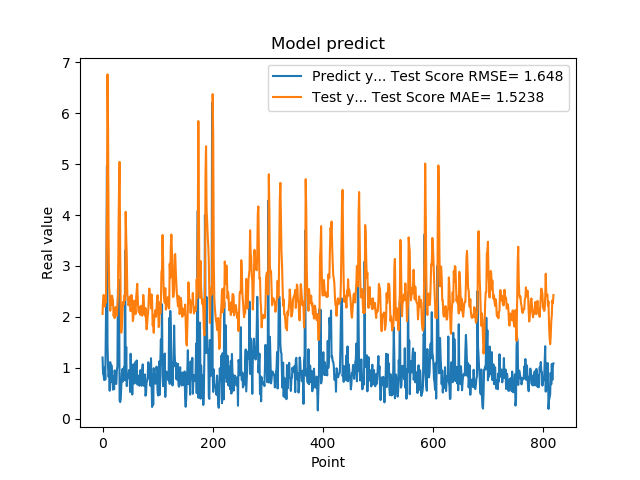 Model predict
Predict y... Test Score RMSE= 1.648
Test y... Test Score MAE= 1.5238
7
6
5
4
3
2
1
0
Real value
0 200 400 600 800
Point